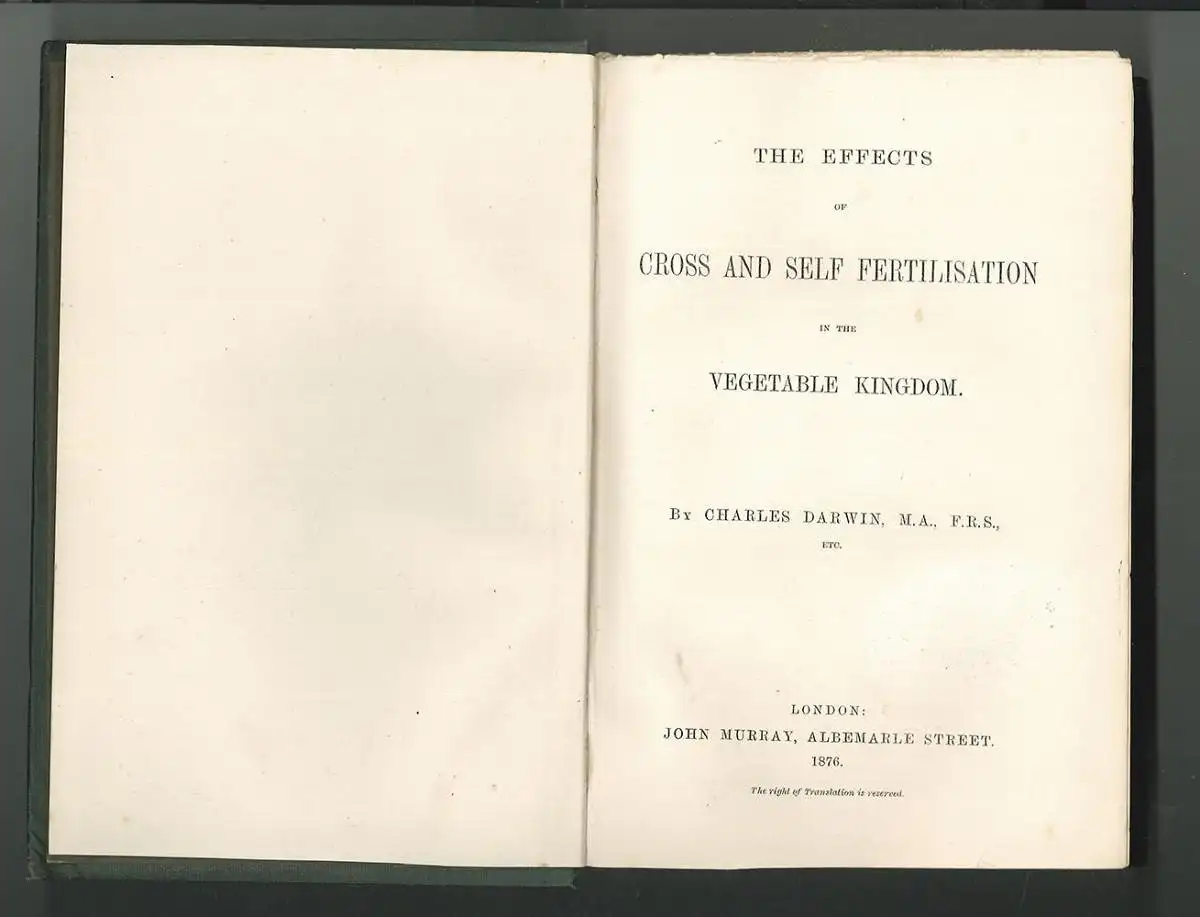 THE EFFECTS
OF
CROSS AND SELF FERTILISATION
IN THE
VEGETABLE KINGDOM.
BY CHARLES DARWIN, M.A., F.R.S.,
ETC.
LONDON:
JOHN MURRAY, ALBEMARLE STREET.
1876.
The right of Translation is reserved.